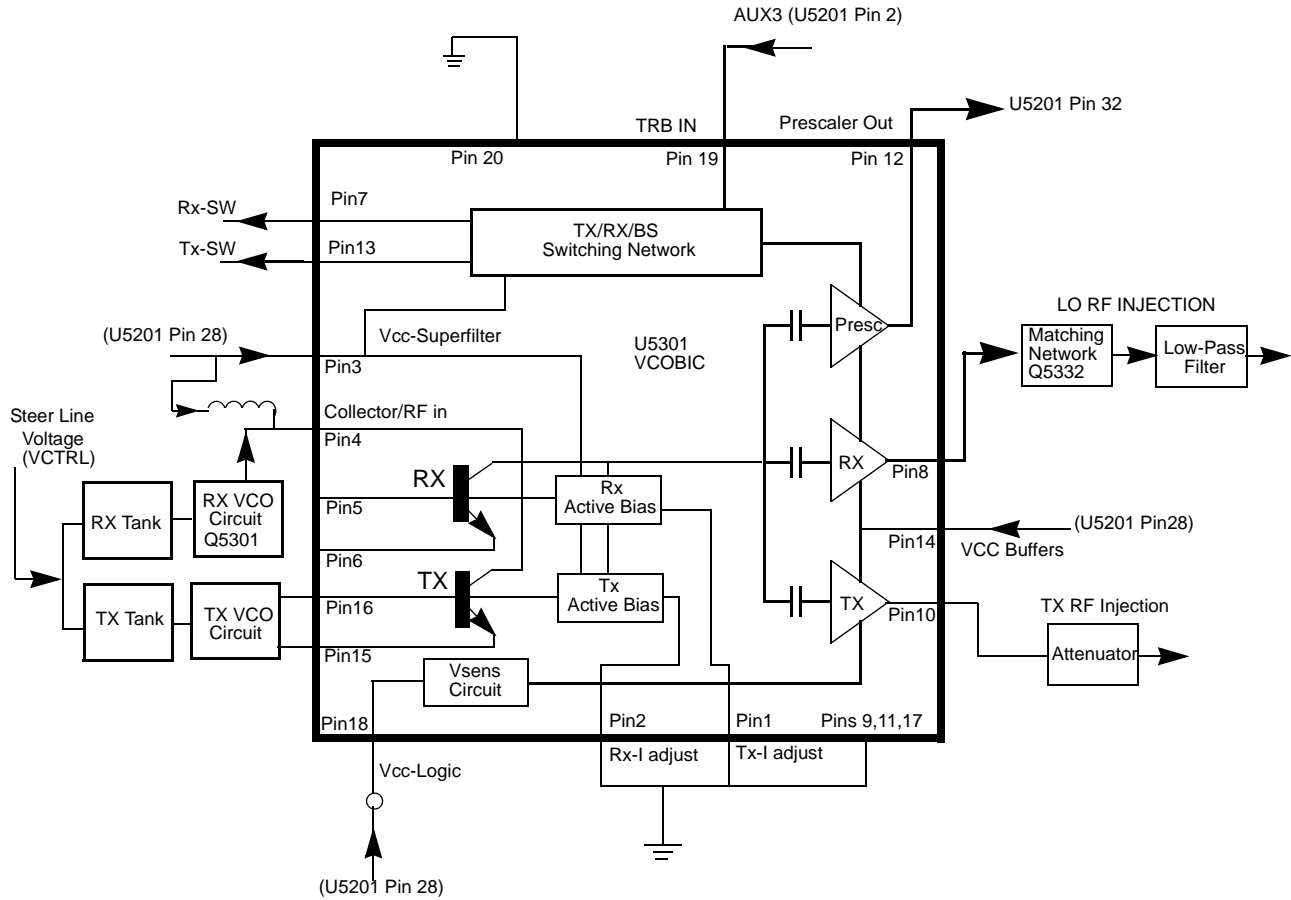 AUX3 (U5201 Pin 2)
U5201 Pin 32
TRB IN
Prescaler Out
Pin 20
Pin 19
Pin 12
Pin7
Rx-SW
TX/RX/BS
Switching Network
Tx-SW
Pin13
LO RF INJECTION
(U5201 Pin 28)
Vcc-Superfilter
U5301
VCOBIC
Presc
Matching
Network
Q5332
Low-Pass
Filter
Pin3
Steer Line
Voltage
(VCTRL)
Collector/RF in
Pin4
RX
RX
Pin8
RX Tank
RX VCO
Circuit
Q5301
Pin5
Rx
Active Bias
(U5201 Pin28)
Pin14
VCC Buffers
Pin6
TX
Tx
Active Bias
TX
Pin16
Pin10
TX RF Injection
TX Tank
TX VCO
Circuit
Attenuator
Pin15
Vsens
Circuit
Pin18
Pin2
Pin1
Pins 9,11,17
Rx-I adjust
Tx-I adjust
Vcc-Logic
(U5201 Pin 28)